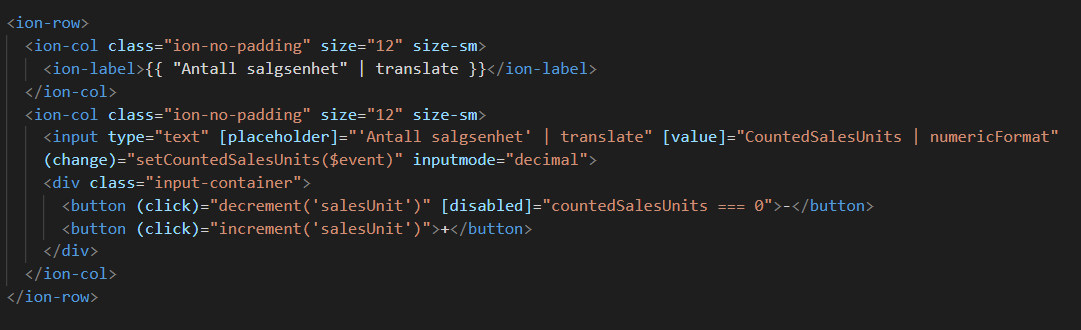 <ion-row>
<ion-col class="ion-no-padding" size="12" size-sm>
<ion-label>{{ "Antall salgsenhet" | translate }}</ion-label>
</ion-col>
<ion-col class="ion-no-padding" size="12" size-sm>
<input type="text" [placeholder]="'Antall salgsenhet' | translate" [value]="CountedSalesUnits | numericFormat"
(change)="setCountedSalesUnits($event)" inputmode="decimal">
<div class="input-container">
<button (click)="decrement('salesUnit')" [disabled]="countedSalesUnits === 0">-</button>
<button (click)="increment('salesUnit')">+</button>
</div>
</ion-col>
</ion-row>